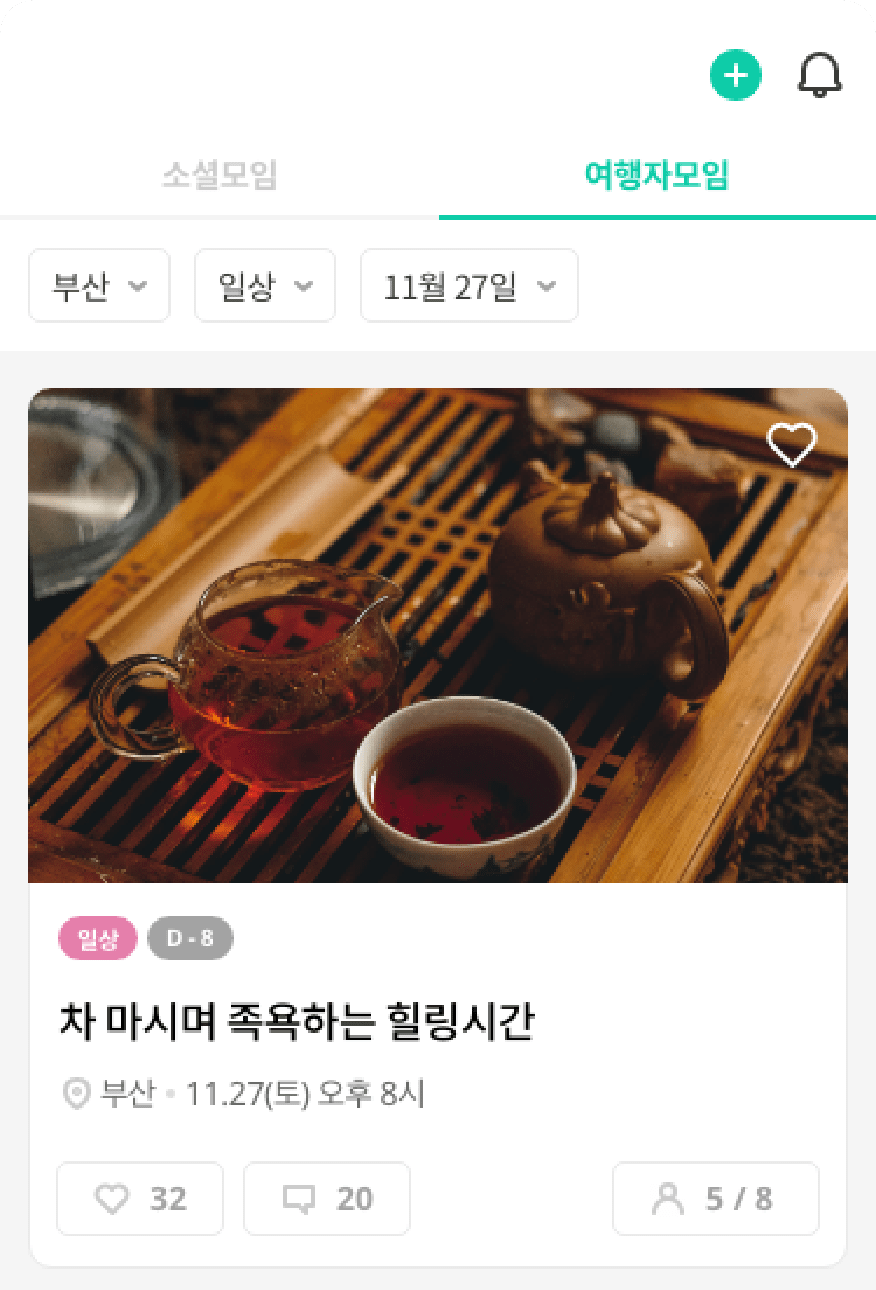 소셜모임 여행자모임
부산 일상 11월 27일
일상 D - 8
차 마시며 족욕하는 힐링시간
부산 • 11.27(토) 오후 8시
32 20 5 / 8